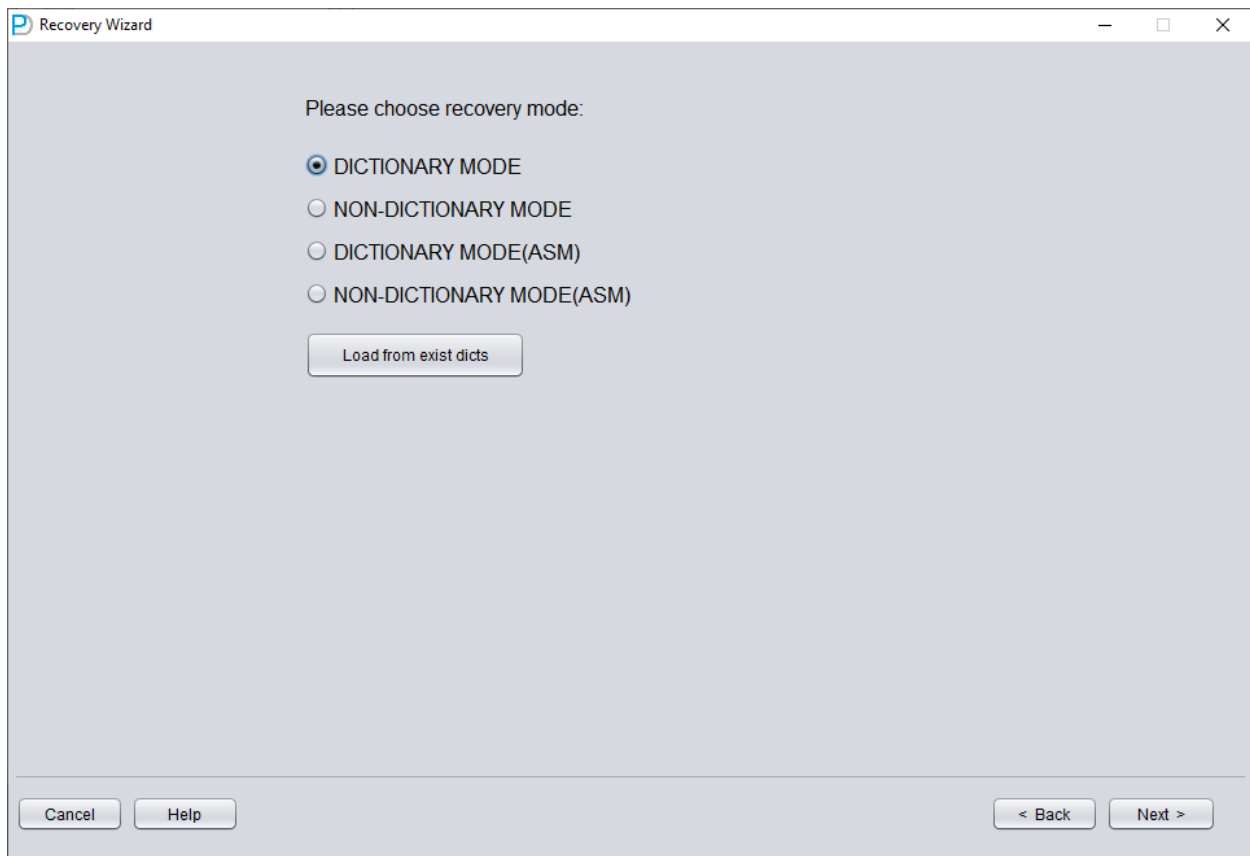 Recovery Wizard
Please choose recovery mode:
DICTIONARY MODE
NON-DICTIONARY MODE
DICTIONARY MODE(ASM)
NON-DICTIONARY MODE(ASM)
Load from exist dicts
Cancel Help < Back Next >